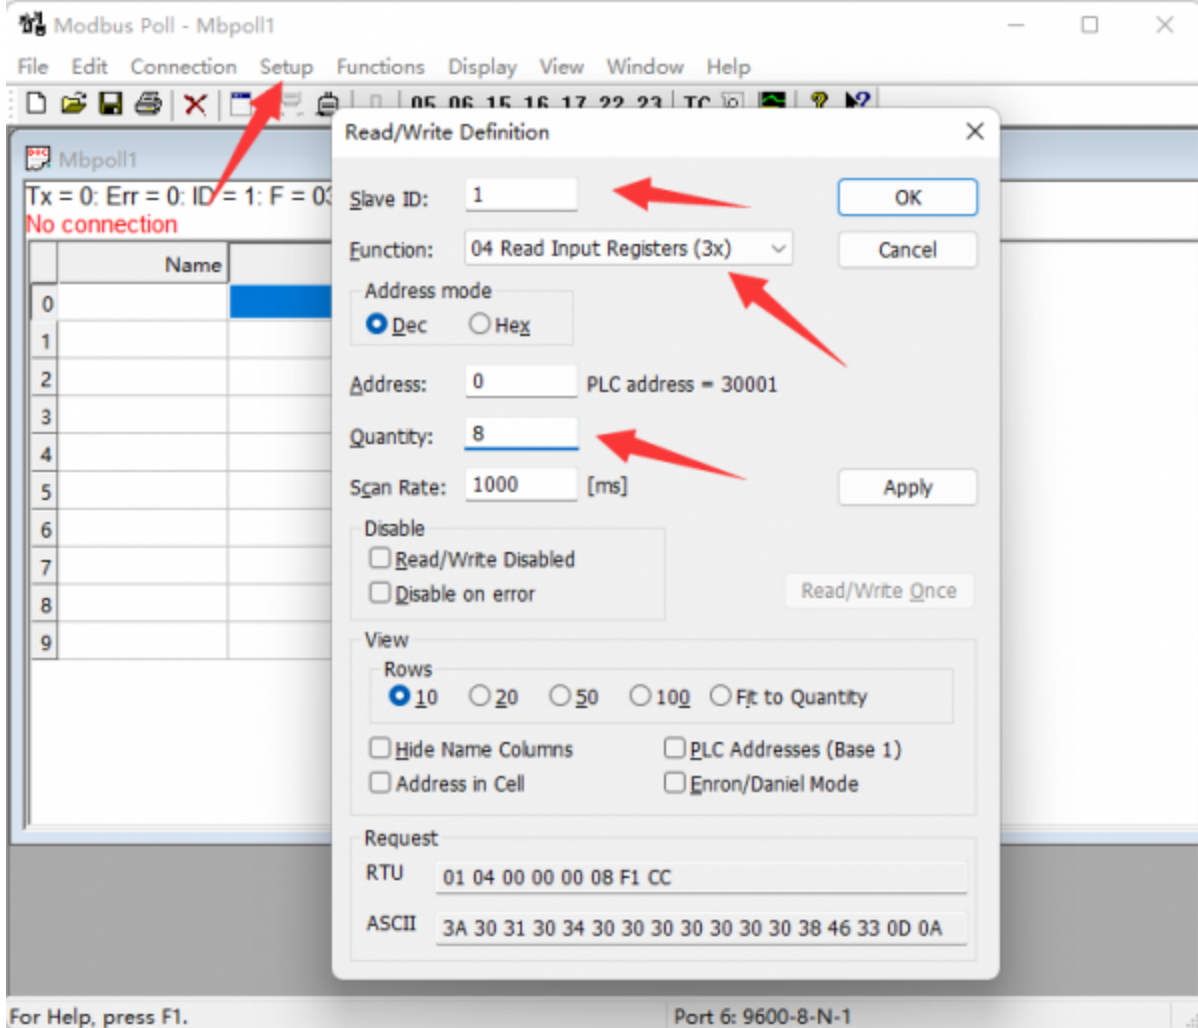 Modbus Poll - Mbpoll1
File Edit Connection Setup Functions Display View Window Help
05 06 15 16 17 22 23 TC
Mbpoll1
Tx = 0: Err = 0: ID = 1: F = 03
No connection
Name
0
1
2
3
4
5
6
7
8
9
Read/Write Definition
Slave ID: 1 OK
Function: 04 Read Input Registers (3x) Cancel
Address mode
Dec Hex
Address: 0 PLC address = 30001
Quantity: 8
Scan Rate: 1000 [ms] Apply
Disable
Read/Write Disabled
Disable on error
Read/Write Once
View
Rows
10 20 50 100 Fit to Quantity
Hide Name Columns PLC Addresses (Base 1)
Address in Cell Enron/Daniel Mode
Request
RTU 01 04 00 00 00 08 F1 CC
ASCII 3A 30 31 30 34 30 30 30 30 30 30 30 38 46 33 0D 0A
For Help, press F1. Port 6: 9600-8-N-1